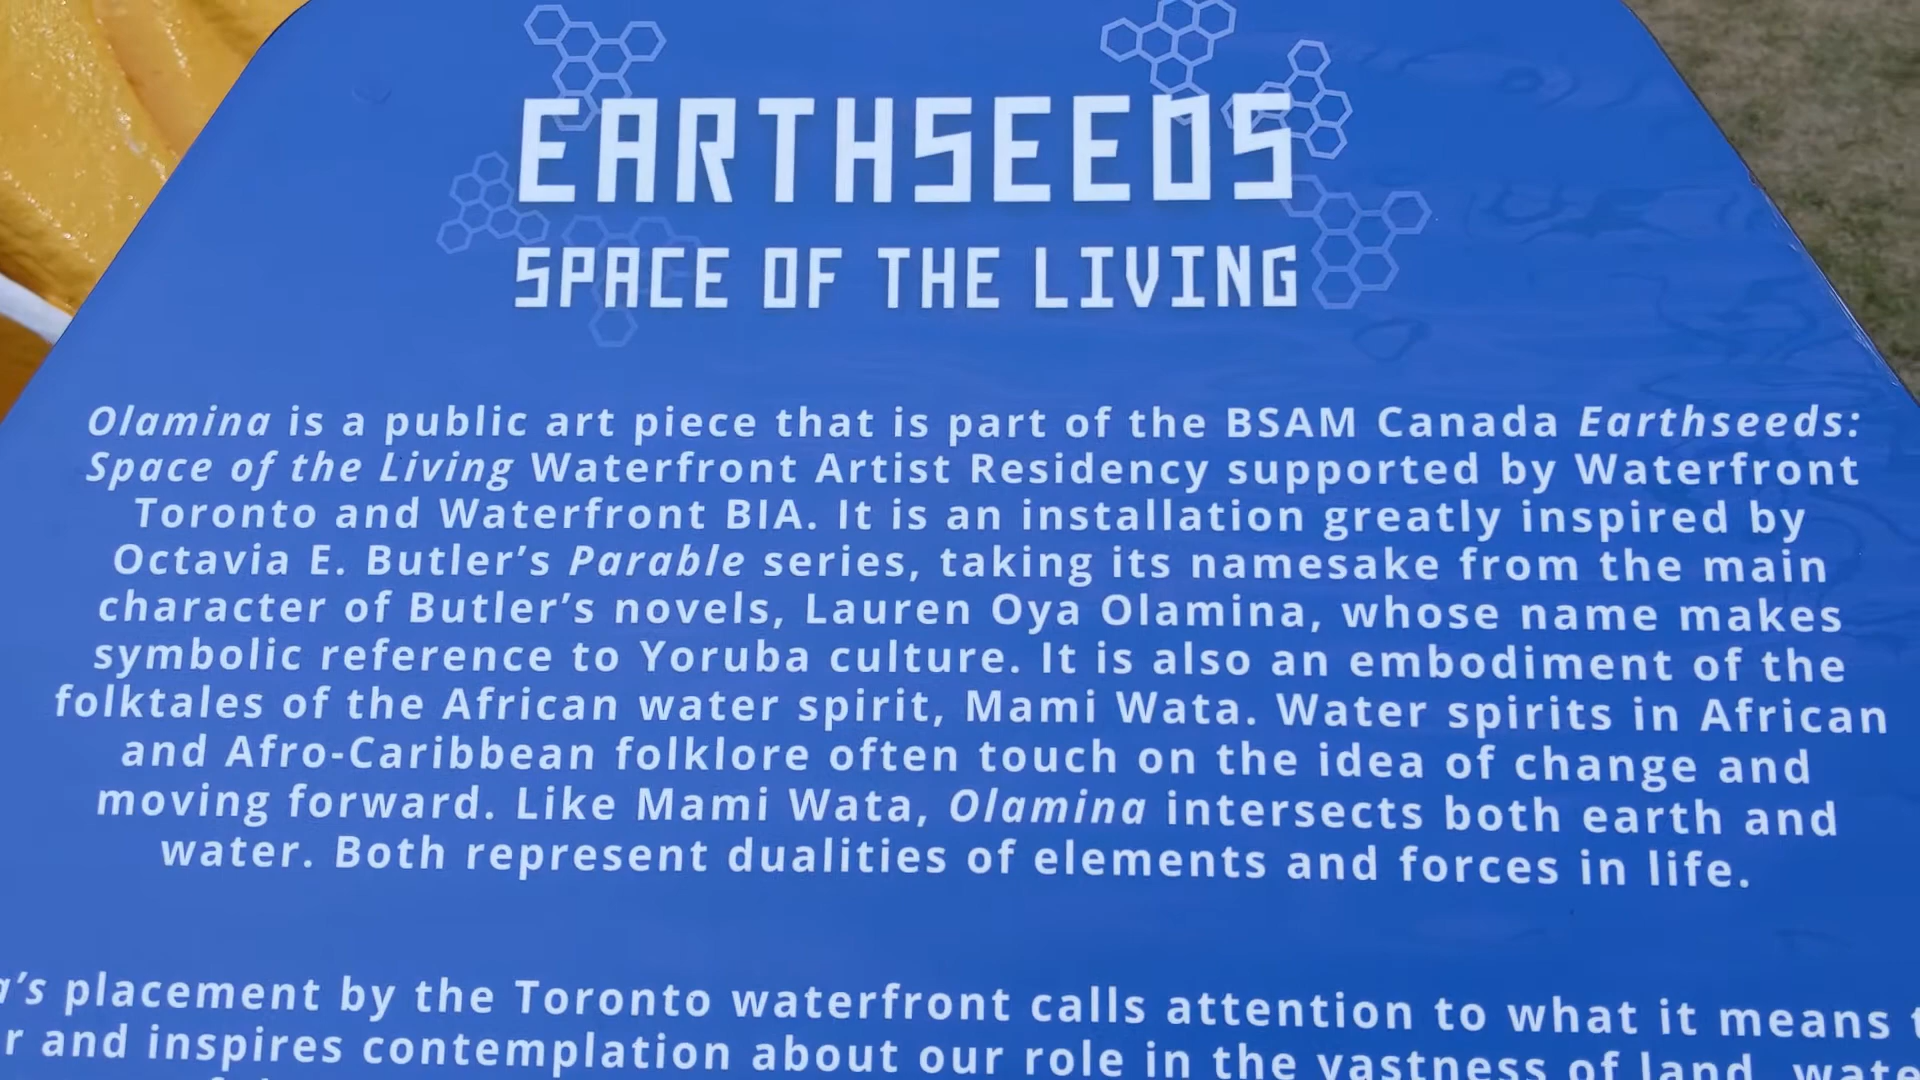 EARTHSEEDS
SPACE OF THE LIVING
Olamina is a public art piece that is part of the BSAM Canada Earthseeds:
Space of the Living Waterfront Artist Residency supported by Waterfront
Toronto and Waterfront BIA. It is an installation greatly inspired by
Octavia E. Butler’s Parable series, taking its namesake from the main
character of Butler’s novels, Lauren Oya Olamina, whose name makes
symbolic reference to Yoruba culture. It is also an embodiment of the
folktales of the African water spirit, Mami Wata. Water spirits in African
and Afro-Caribbean folklore often touch on the idea of change and
moving forward. Like Mami Wata, Olamina intersects both earth and
water. Both represent dualities of elements and forces in life.
placement by the Toronto waterfront calls attention to what it means
and inspires contemplation about our role in the vastness of land,